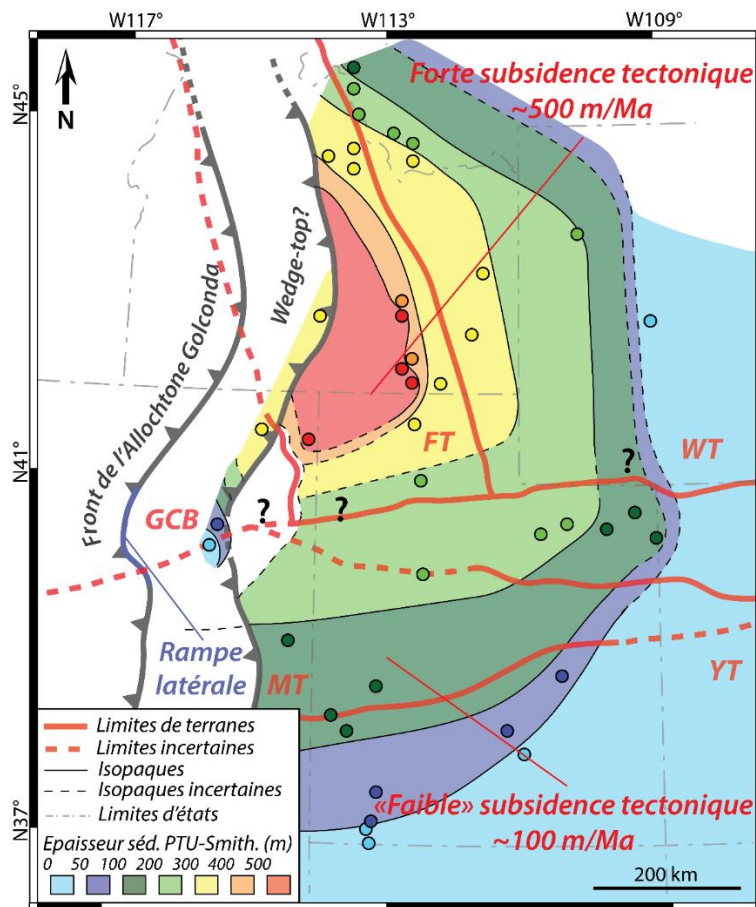 W117°
W113°
W109°
N45°
N
Forte subsidence tectonique
~500 m/Ma
Wedge-top?
Front de l'Allochtone Golconda
N41°
FT
WT
?
GCB
?
?
Rampe
latérale
MT
YT
Limites de terranes
Limites incertaines
Isopaques
Isopaques incertaines
Limites d'états
Epaisseur séd. PTU-Smith. (m)
0 50 100 200 300 400 500
N37°
«Faible» subsidence tectonique
~100 m/Ma
200 km